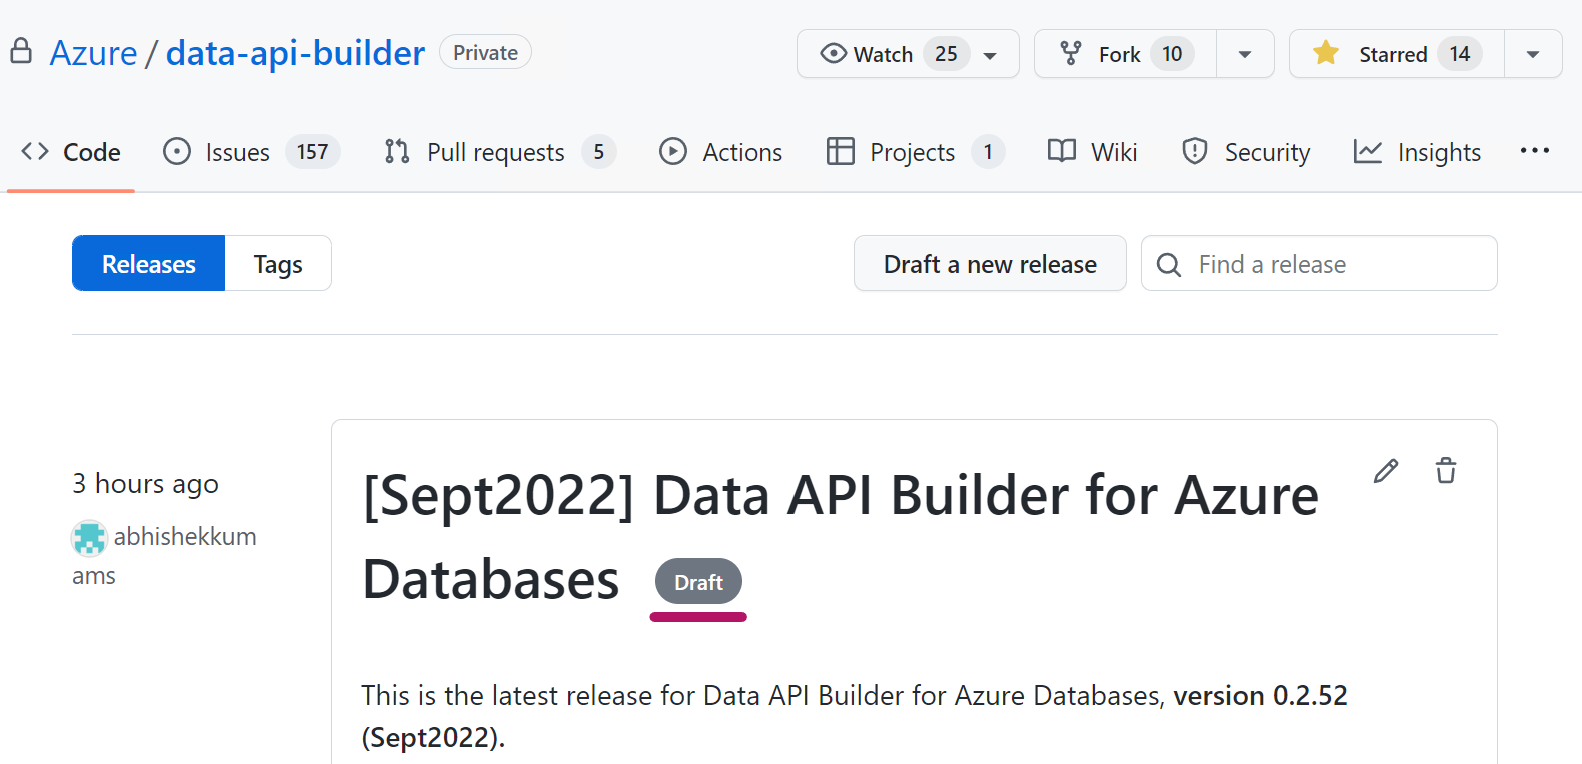 Azure / data-api-builder Private Watch 25 Fork 10 Starred 14
Code Issues 157 Pull requests 5 Actions Projects 1 Wiki Security Insights ...
Releases Tags Draft a new release Find a release
3 hours ago
abhishekkum
ams
[Sept2022] Data API Builder for Azure
Databases Draft
This is the latest release for Data API Builder for Azure Databases, version 0.2.52
(Sept2022).